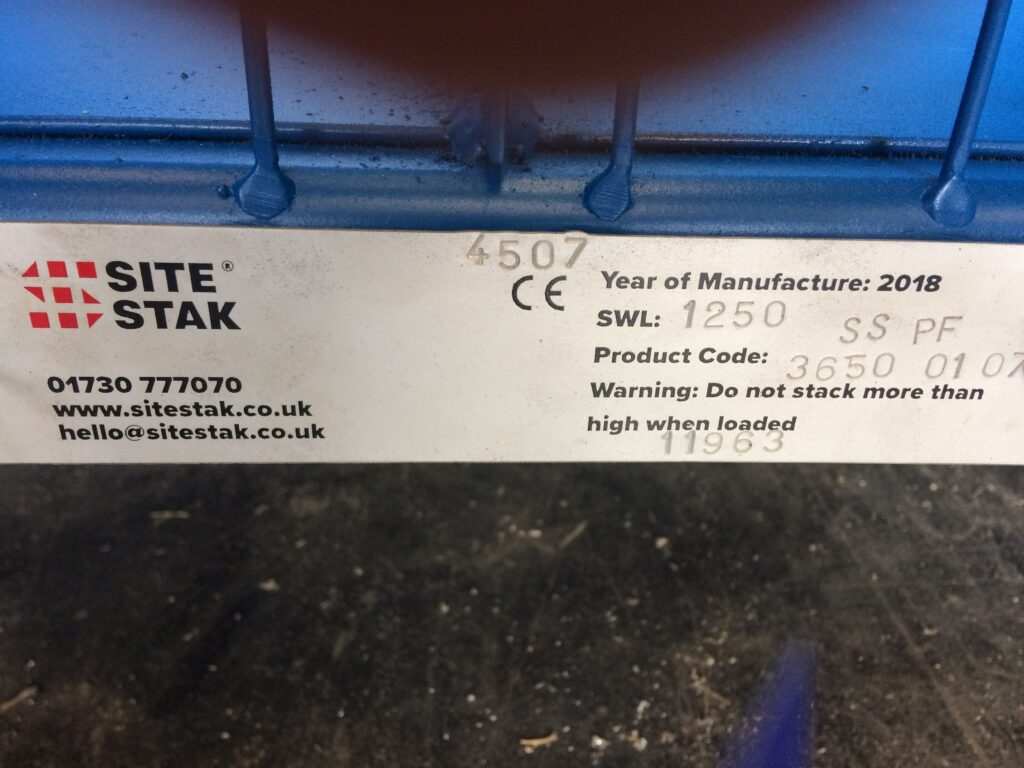 SITE®
STAK
01730 777070
www.sitestak.co.uk
hello@sitestak.co.uk
4507
CE
Year of Manufacture: 2018
SWL: 1250
SS PF
Product Code: 3650 01 07
Warning: Do not stack more than
high when loaded
11963